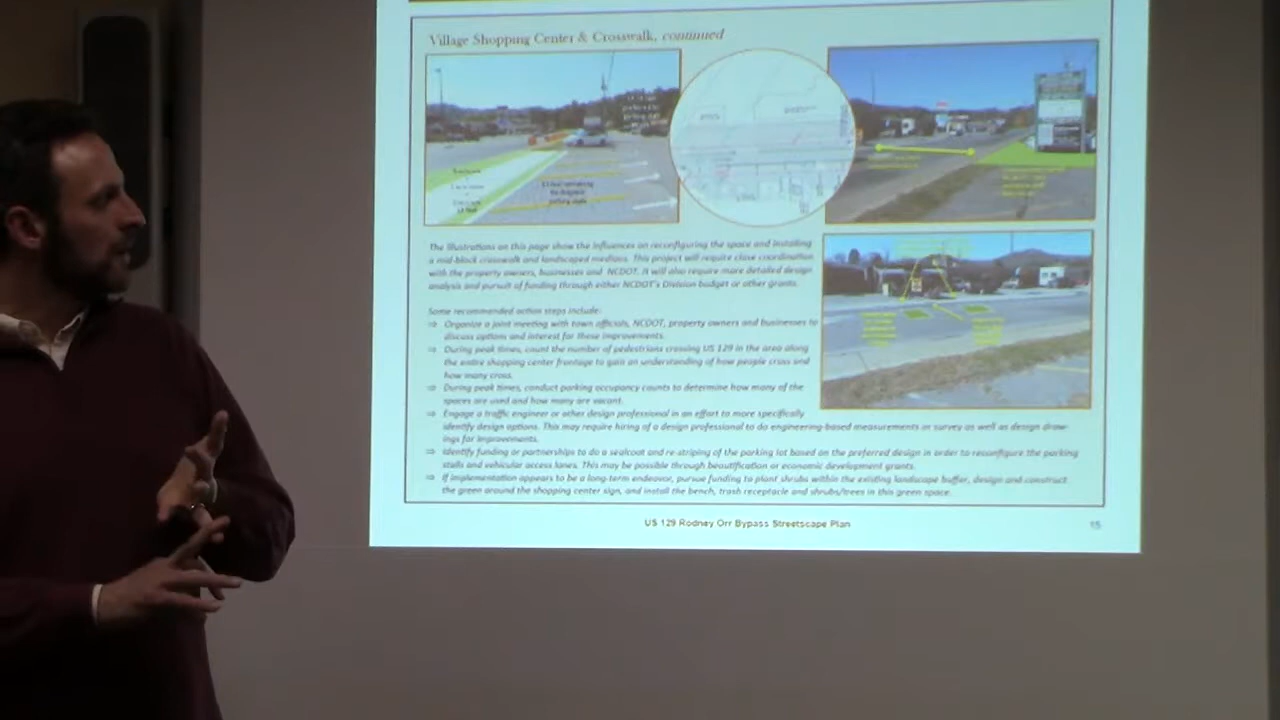 Village Shopping Center & Crosswalk, continued
The illustrations on this page show the influences on reconfiguring the space and installing
a mid-block crosswalk and landscaped medians. This project will require close coordination
with the property owners, businesses and NCDOT. It will also require more detailed design
analysis and pursuit of funding through either NCDOT's Division budget or other grants.
Some recommended action steps include:
⇒ Organize a joint meeting with town officials, NCDOT, property owners and businesses to
discuss options and interest for these improvements.
⇒ During peak times, count the number of pedestrians crossing US 129 in the area along
the entire shopping center frontage to gain an understanding of how people cross and
how many cross.
⇒ During peak times, conduct parking occupancy counts to determine how many of the
spaces are used and how many are vacant.
⇒ Engage a traffic engineer or other design professional in an effort to more specifically
identify design options. This may require hiring of a design professional to do engineering-based measurements or survey as well as design draw-
ings for improvements.
⇒ Identify funding or partnerships to do a sealcoat and re-striping of the parking lot based on the preferred design in order to reconfigure the parking
stalls and vehicular access lanes. This may be possible through beautification or economic development grants.
⇒ If implementation appears to be a long-term endeavor, pursue funding to plant shrubs within the existing landscape buffer, design and construct
the green around the shopping center sign, and install the bench, trash receptacle and shrubs/trees in this green space.
US 129 Rodney Orr Bypass Streetscape Plan
15